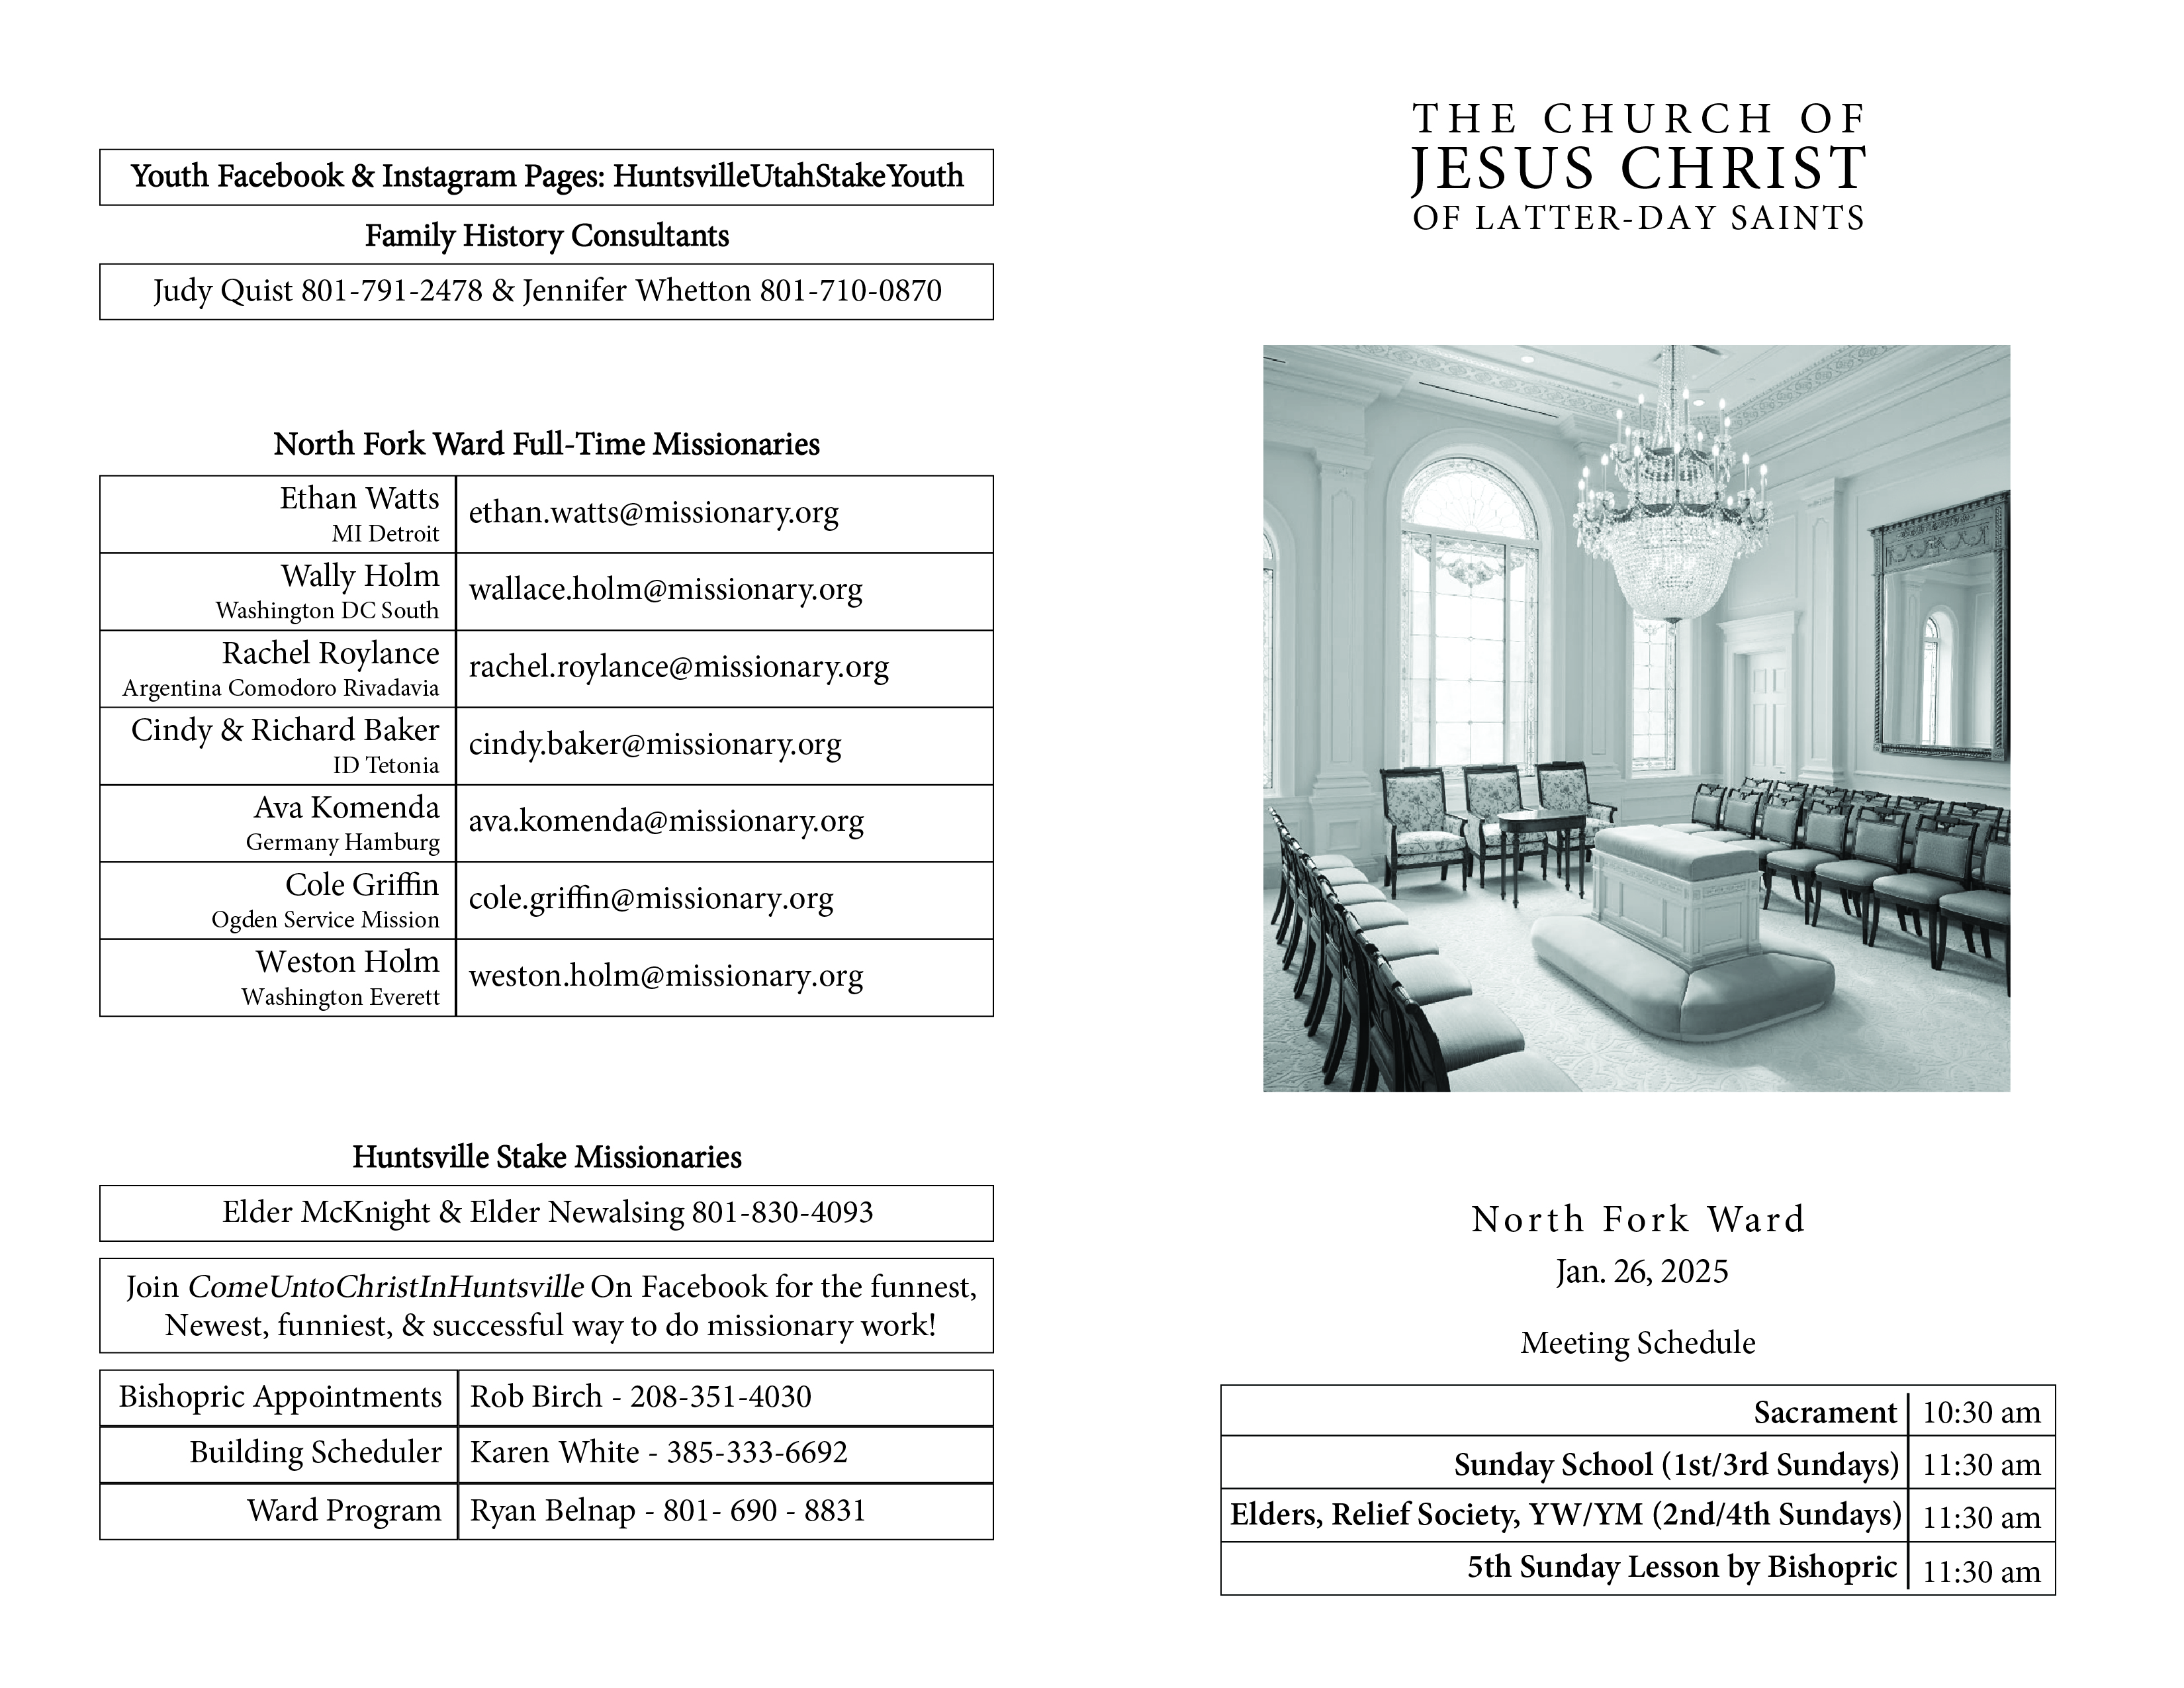 Youth Facebook & Instagram Pages: HuntsvilleUtahStakeYouth
Family History Consultants
Judy Quist 801-791-2478 & Jennifer Whetton 801-710-0870
North Fork Ward Full-Time Missionaries
Ethan Watts
MI Detroit
ethan.watts@missionary.org
Wally Holm
Washington DC South
wallace.holm@missionary.org
Rachel Roylance
Argentina Comodoro Rivadavia
rachel.roylance@missionary.org
Cindy & Richard Baker
ID Tetonia
cindy.baker@missionary.org
Ava Komenda
Germany Hamburg
ava.komenda@missionary.org
Cole Griffin
Ogden Service Mission
cole.griffin@missionary.org
Weston Holm
Washington Everett
weston.holm@missionary.org
Huntsville Stake Missionaries
Elder McKnight & Elder Newalsing 801-830-4093
Join ComeUntoChristInHuntsville On Facebook for the funnest,
Newest, funniest, & successful way to do missionary work!
Bishopric Appointments Rob Birch - 208-351-4030
Building Scheduler Karen White - 385-333-6692
Ward Program Ryan Belnap - 801- 690 - 8831
THE CHURCH OF
JESUS CHRIST
OF LATTER-DAY SAINTS
North Fork Ward
Jan. 26, 2025
Meeting Schedule
Sacrament 10:30 am
Sunday School (1st/3rd Sundays) 11:30 am
Elders, Relief Society, YW/YM (2nd/4th Sundays) 11:30 am
5th Sunday Lesson by Bishopric 11:30 am